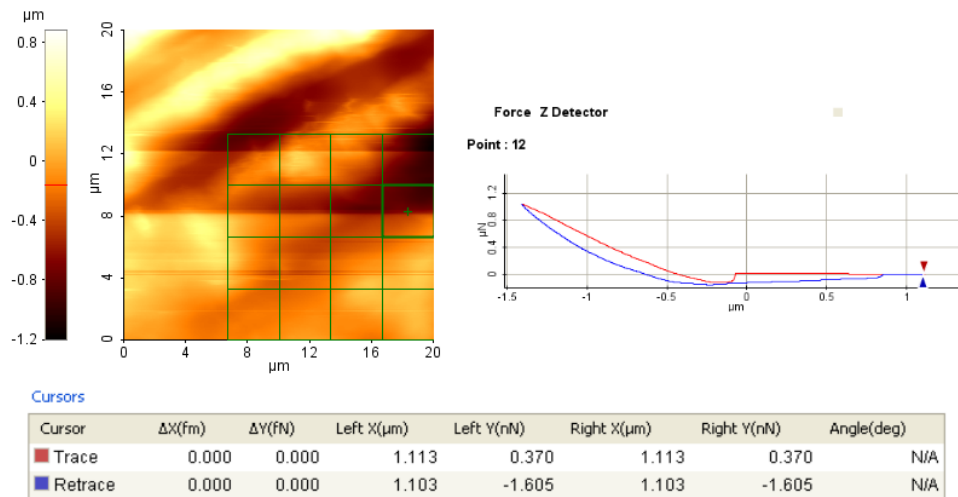 µm
0.8
0.4
0
-0.4
-0.8
-1.2
µm
20
16
12
8
4
0
0 4 8 12 16 20
µm
Force Z Detector
Point : 12
µN
1.2
0.8
0.4
0
-1.5 -1 -0.5 0 0.5 1
µm
Cursors
Cursor ΔX(fm) ΔY(fN) Left X(µm) Left Y(nN) Right X(µm) Right Y(nN) Angle(deg)
Trace 0.000 0.000 1.113 0.370 1.113 0.370 N/A
Retrace 0.000 0.000 1.103 -1.605 1.103 -1.605 N/A